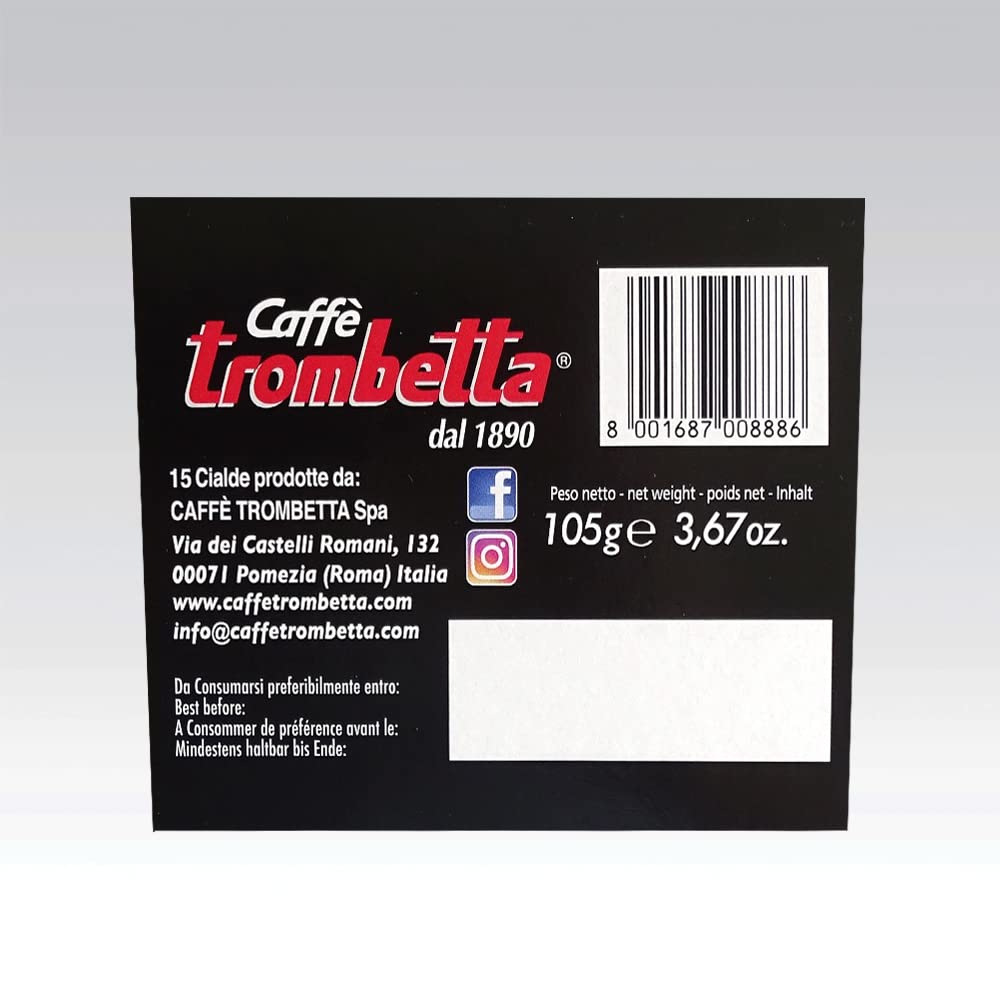 Caffè
trombetta®
dal 1890
8 001687 008886
15 Cialde prodotte da:
CAFFÈ TROMBETTA Spa
Via dei Castelli Romani, 132
00071 Pomezia (Roma) Italia
www.caffetrombetta.com
info@caffetrombetta.com
Peso netto - net weight - poids net - Inhalt
105g℮ 3,67oz.
Da Consumarsi preferibilmente entro:
Best before:
A Consommer de préférence avant le:
Mindestens haltbar bis Ende: